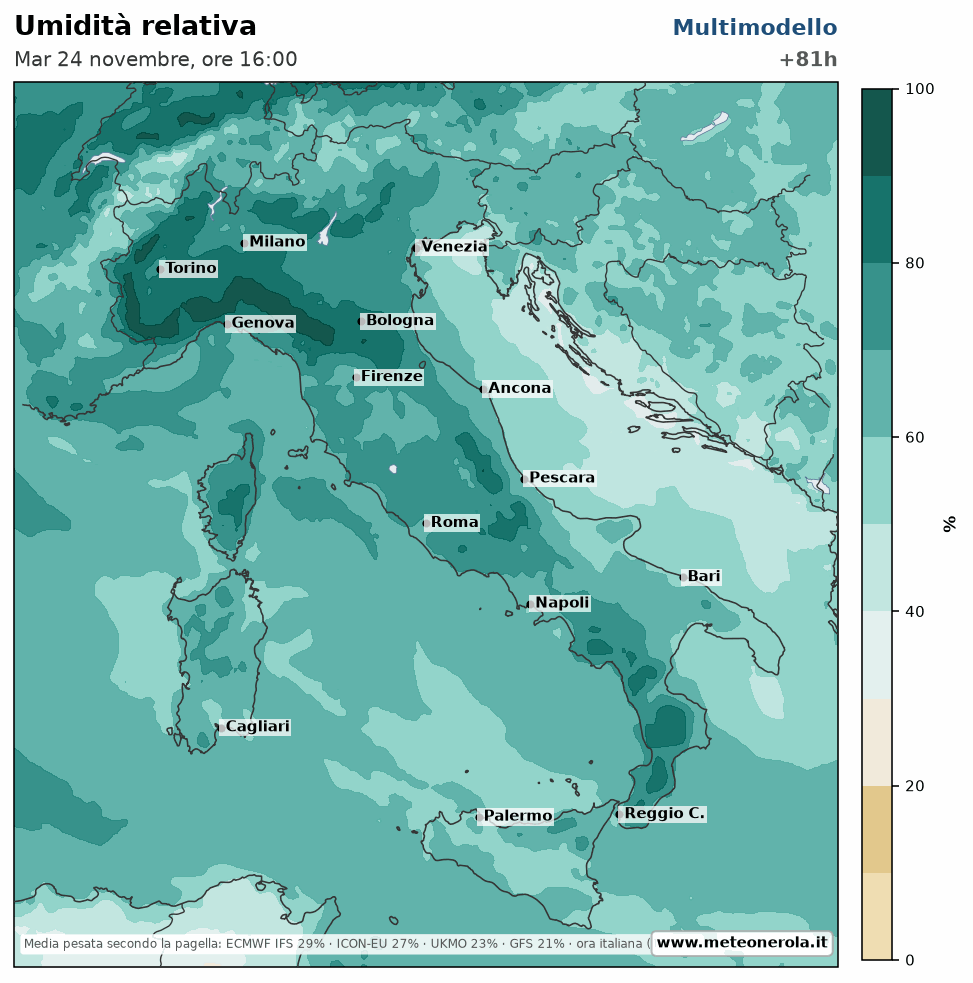 Umidità relativa
Multimodello
Mar 24 novembre, ore 16:00
+81h
100
80
60
40
20
0
%
Milano
Venezia
Torino
Genova
Bologna
Firenze
Ancona
Pescara
Roma
Bari
Napoli
Cagliari
Palermo
Reggio C.
Media pesata secondo la pagella: ECMWF IFS 29% · ICON-EU 27% · UKMO 23% · GFS 21% · ora italiana (
www.meteonerola.it